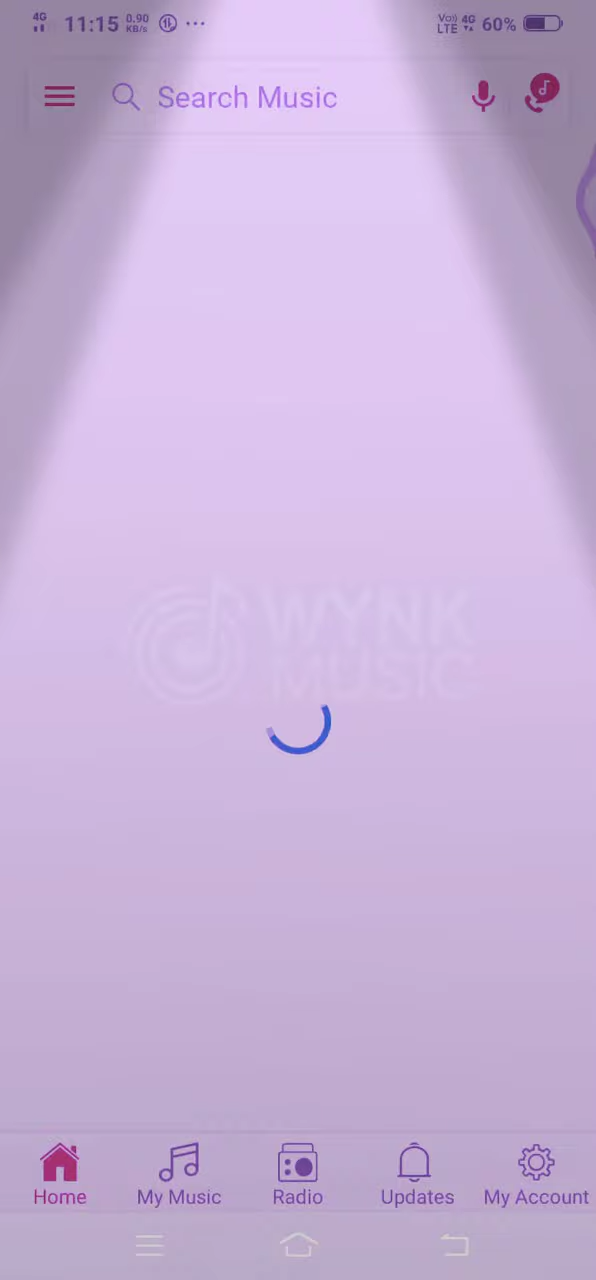 4G 11:15 0.90 KB/s ...
Vo)) LTE 4G 60%
Search Music
WYNK
MUSIC
Home My Music Radio Updates My Account